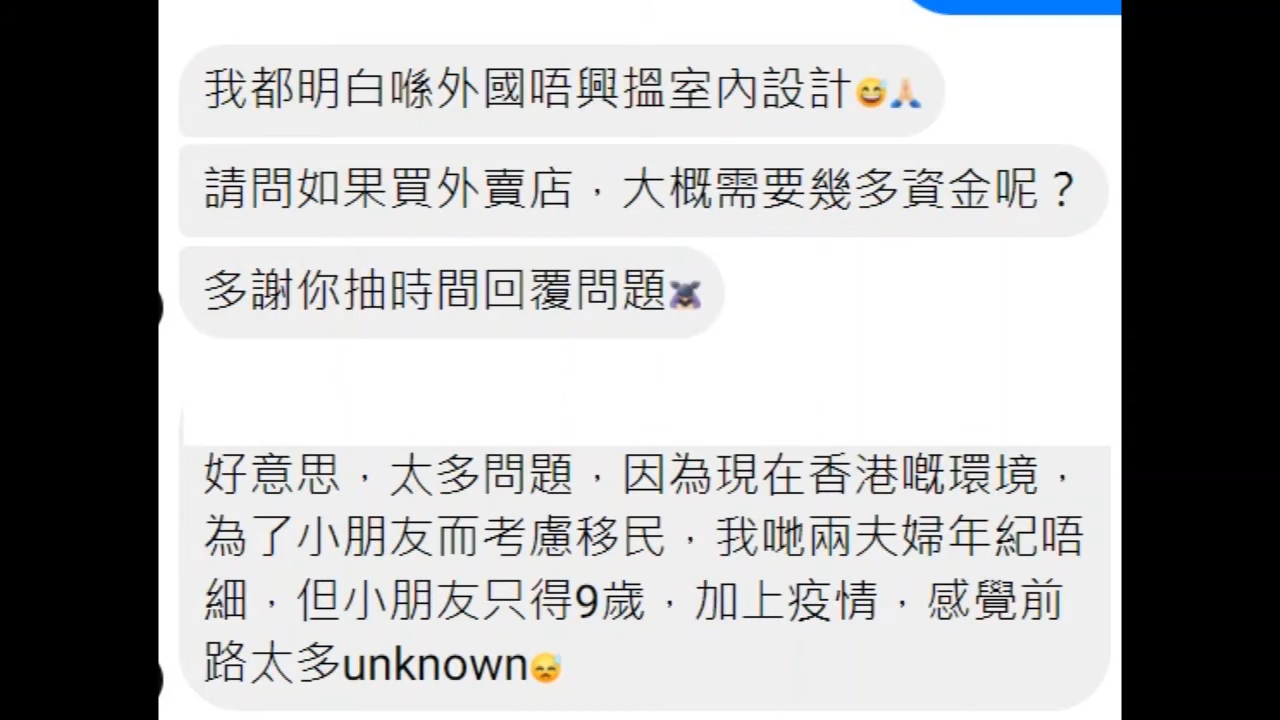 我都明白喺外國唔興搵室內設計😅🙏🏻
請問如果買外賣店，大概需要幾多資金呢？
多謝你抽時間回覆問題🙇🏻‍♀️
好意思，太多問題，因為現在香港嘅環境，
為了小朋友而考慮移民，我哋兩夫婦年紀唔
細，但小朋友只得9歲，加上疫情，感覺前
路太多unknown😓